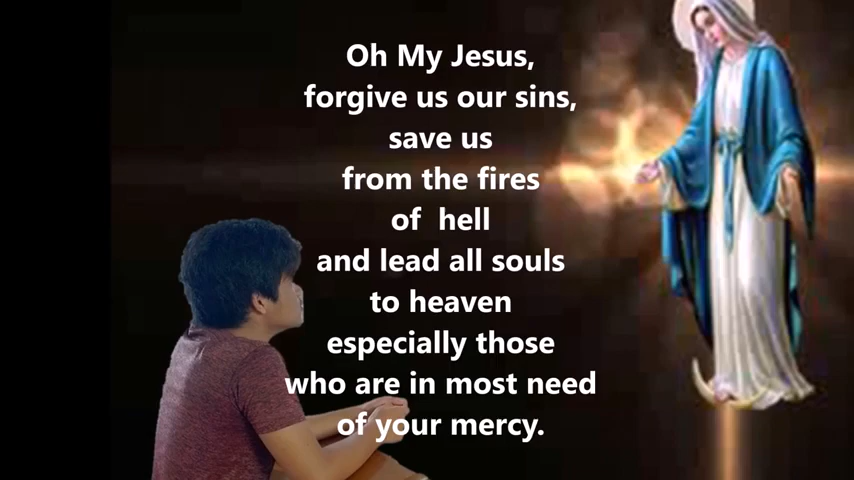 Oh My Jesus,
forgive us our sins,
save us
from the fires
of hell
and lead all souls
to heaven
especially those
who are in most need
of your mercy.